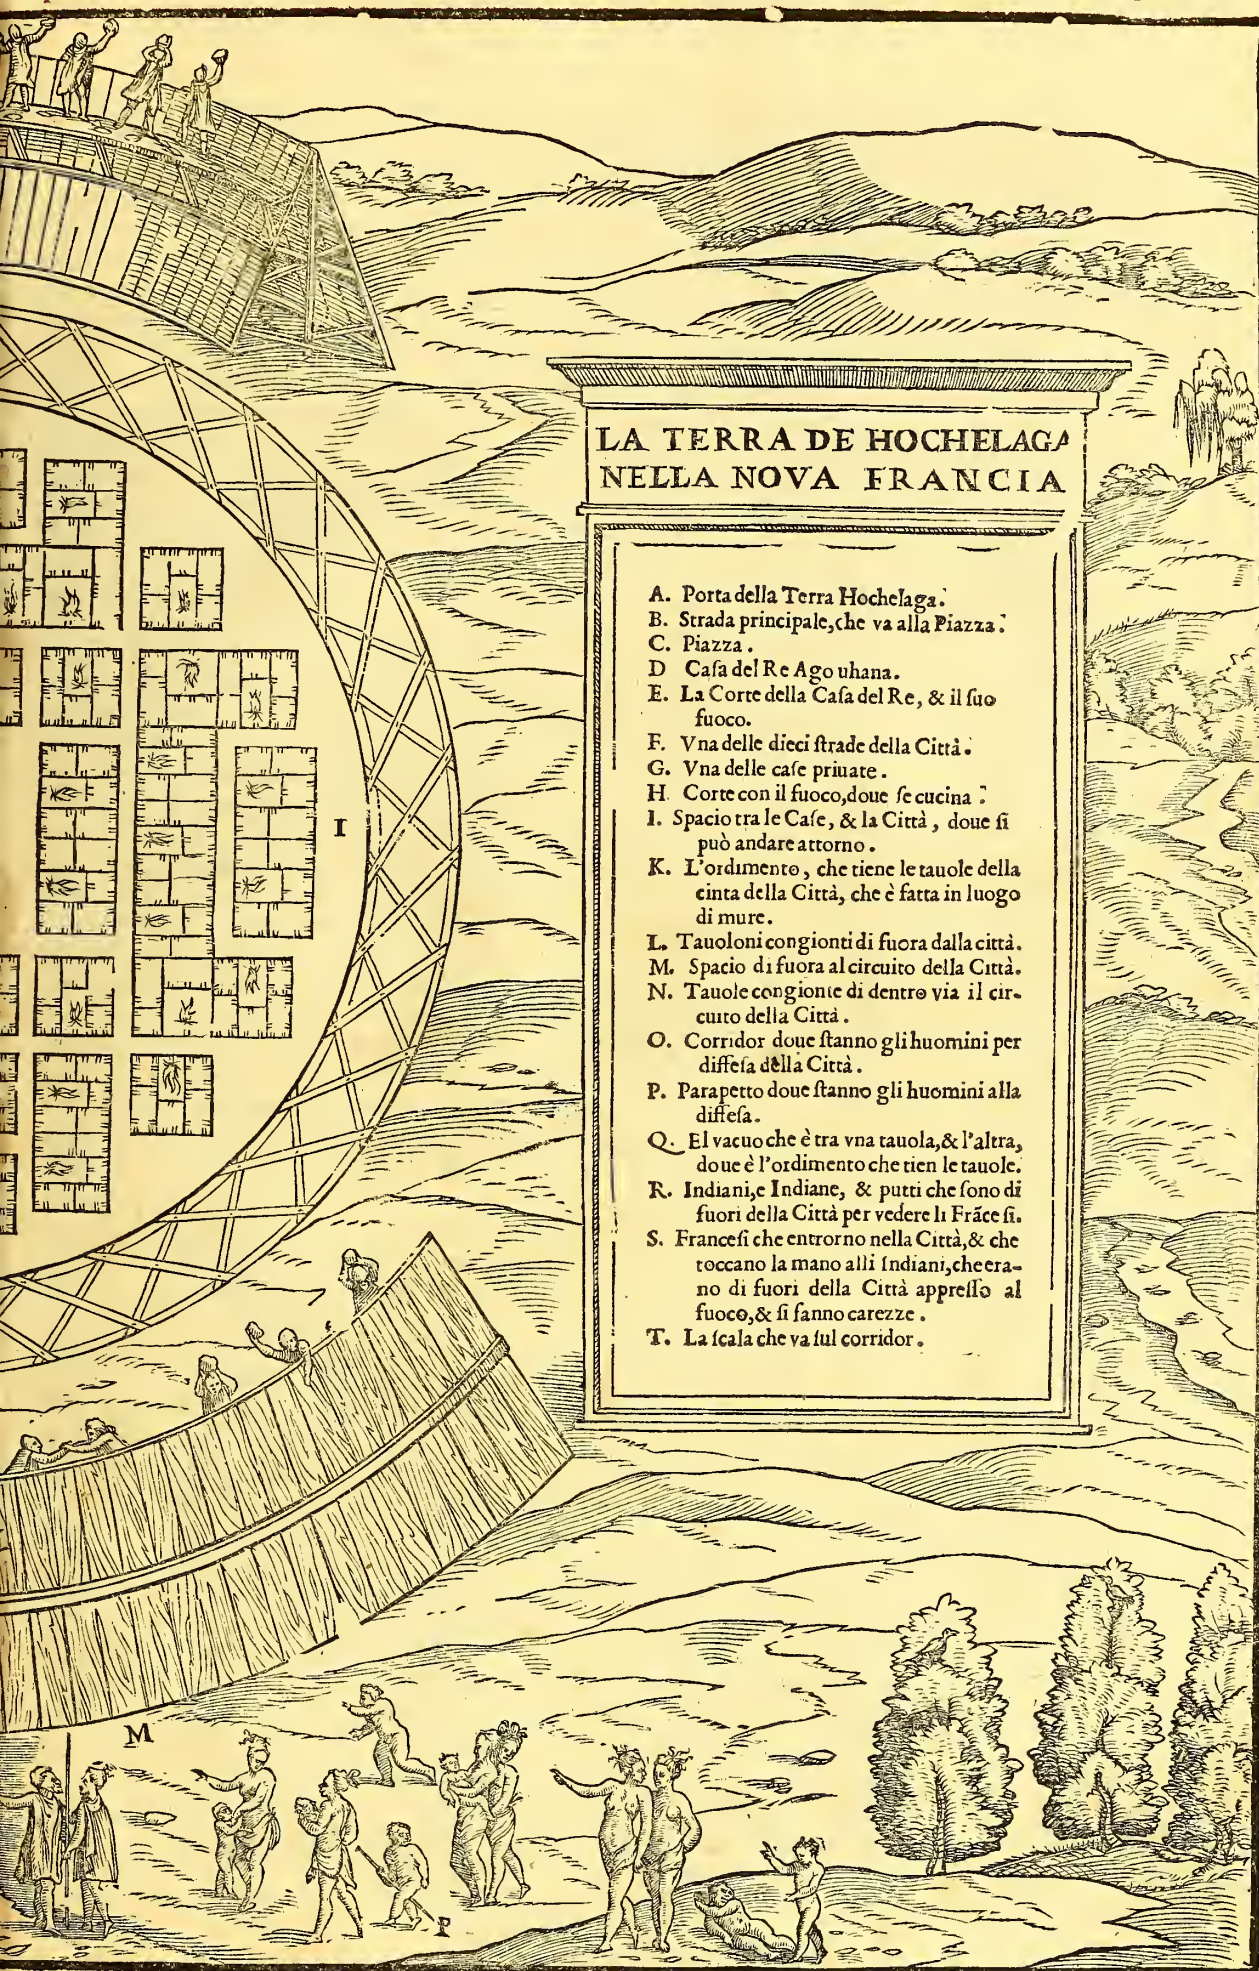 LA TERRA DE HOCHELAGA
NELLA NOVA FRANCIA
A. Porta della Terra Hochelaga.
B. Strada principale, che va alla Piazza.
C. Piazza.
D Caſa del Re Agouhana.
E. La Corte della Caſa del Re, & il ſuo
fuoco.
F. Vna delle dieci ſtrade della Città.
G. Vna delle caſe priuate.
H. Corte con il fuoco, doue ſe cucina.
I. Spacio tra le Caſe, & la Città, doue ſi
può andare attorno.
K. L'ordimento, che tiene le tauole della
cinta della Città, che è fatta in luogo
di mure.
L. Tauoloni congionti di fuora dalla città.
M. Spacio di fuora al circuito della Città.
N. Tauole congionte di dentro via il cir-
cuito della Città.
O. Corridor doue ſtanno gli huomini per
diffeſa della Città.
P. Parapetto doue ſtanno gli huomini alla
diffeſa.
Q. El vacuo che è tra vna tauola, & l'altra,
doue è l'ordimento che tien le tauole.
R. Indiani, e Indiane, & putti che ſono di
fuori della Città per vedere li Frãceſi.
S. Franceſi che entrorno nella Città, & che
toccano la mano alli Indiani, che era-
no di fuori della Città appreſſo al
fuoco, & ſi fanno carezze.
T. La ſcala che va ſul corridor.
I
M